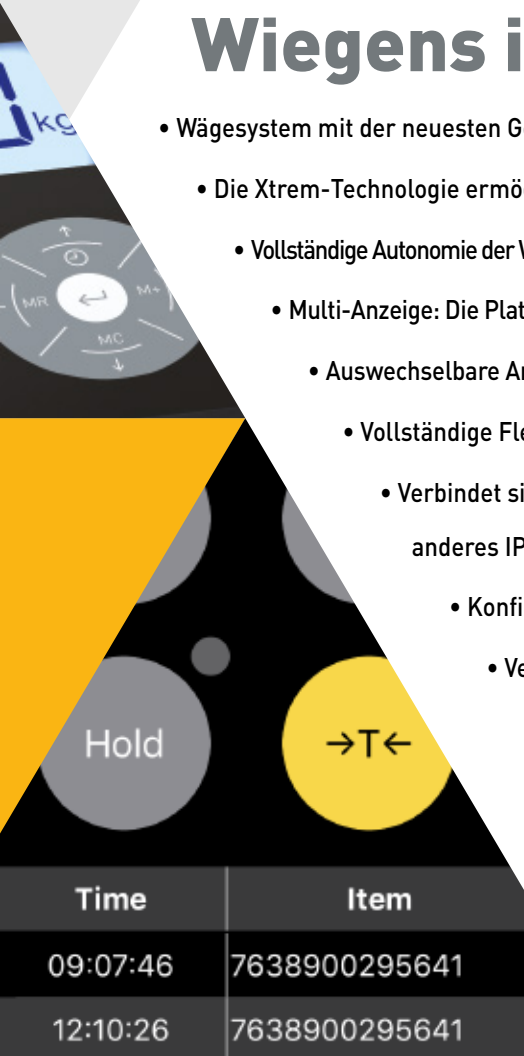 Wiegens i
• Wägesystem mit der neuesten G
kg
• Die Xtrem-Technologie ermö
• Vollständige Autonomie der
MR
M+
MC
• Multi-Anzeige: Die Plat
• Auswechselbare A
• Vollständige Fle
• Verbindet si
anderes IP
• Konfi
• Ve
Hold
→T←
Time Item
09:07:46 7638900295641
12:10:26 7638900295641